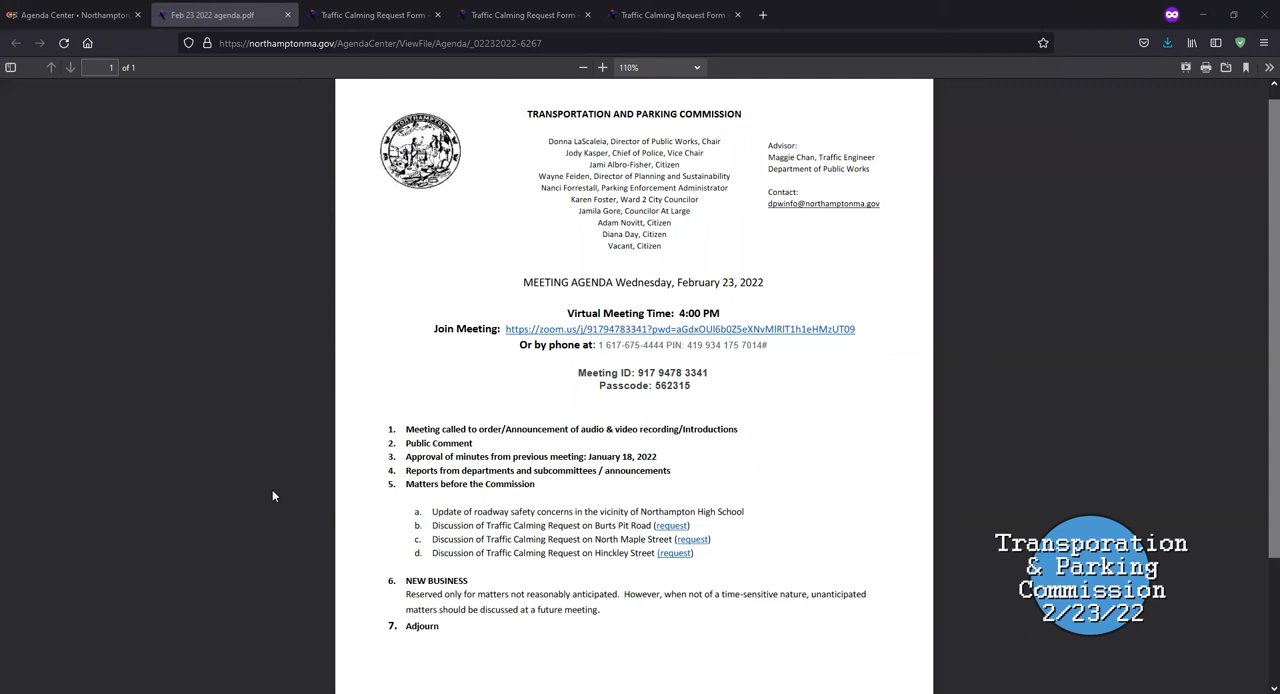 Agenda Center • Northampton,
Feb 23 2022 agenda.pdf
Traffic Calming Request Form -
Traffic Calming Request Form -
Traffic Calming Request Form -
https://northamptonma.gov/AgendaCenter/ViewFile/Agenda/_02232022-6267
1 of 1
110%
TRANSPORTATION AND PARKING COMMISSION
Donna LaScaleia, Director of Public Works, Chair
Jody Kasper, Chief of Police, Vice Chair
Jami Albro-Fisher, Citizen
Wayne Feiden, Director of Planning and Sustainability
Nanci Forrestall, Parking Enforcement Administrator
Karen Foster, Ward 2 City Councilor
Jamila Gore, Councilor At Large
Adam Novitt, Citizen
Diana Day, Citizen
Vacant, Citizen
Advisor:
Maggie Chan, Traffic Engineer
Department of Public Works
Contact:
dpwinfo@northamptonma.gov
NORTHAMPTON
MEETING AGENDA Wednesday, February 23, 2022
Virtual Meeting Time: 4:00 PM
Join Meeting: https://zoom.us/j/91794783341?pwd=aGdxOUl6b0Z5eXNvMlRlT1h1eHMzUT09
Or by phone at: 1 617-675-4444 PIN: 419 934 175 7014#
Meeting ID: 917 9478 3341
Passcode: 562315
1. Meeting called to order/Announcement of audio & video recording/Introductions
2. Public Comment
3. Approval of minutes from previous meeting: January 18, 2022
4. Reports from departments and subcommittees / announcements
5. Matters before the Commission
a. Update of roadway safety concerns in the vicinity of Northampton High School
b. Discussion of Traffic Calming Request on Burts Pit Road (request)
c. Discussion of Traffic Calming Request on North Maple Street (request)
d. Discussion of Traffic Calming Request on Hinckley Street (request)
6. NEW BUSINESS
Reserved only for matters not reasonably anticipated. However, when not of a time-sensitive nature, unanticipated
matters should be discussed at a future meeting.
7. Adjourn
Transporation
& Parking
Commission
2/23/22